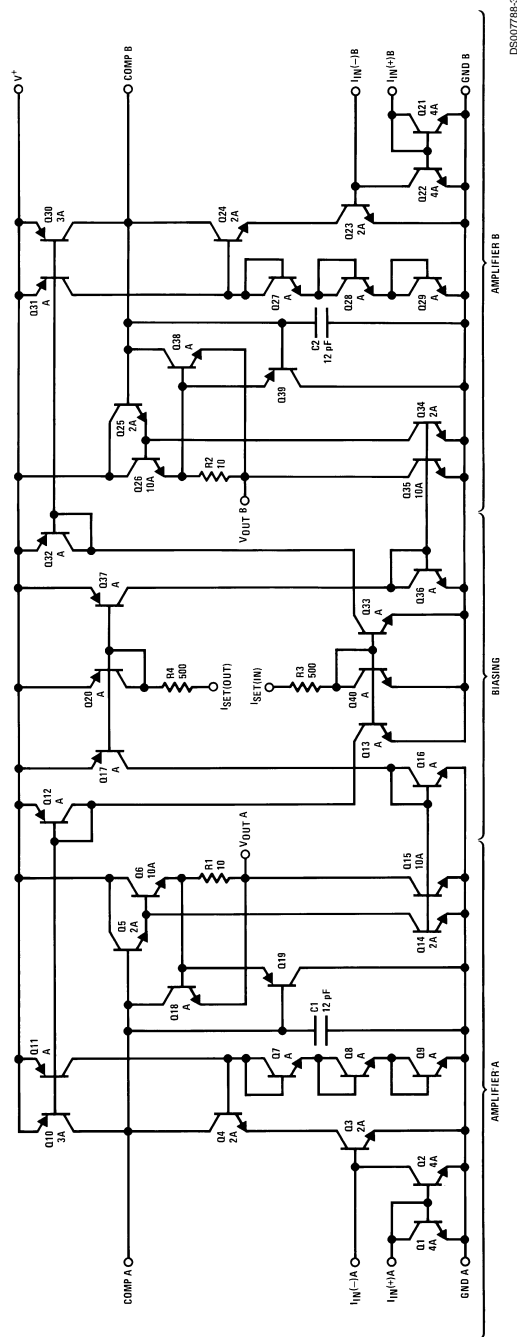 DS007788-3
V+
COMP A
COMP B
Q10
3A
Q11
A
Q12
A
Q17
A
Q20
A
Q37
A
Q32
A
Q31
A
Q30
3A
Q5
2A
Q6
10A
Q18
A
Q19
R1
10
VOUT A
R4
500
ISET(OUT)
ISET(IN)
R3
500
Q25
2A
Q26
10A
Q38
A
Q39
R2
10
VOUT B
Q4
2A
Q7
A
Q8
A
Q9
A
C1
12 pF
Q24
2A
Q27
A
Q28
A
Q29
A
C2
12 pF
Q3
2A
Q23
2A
IIN(−)A
IIN(+)A
IIN(−)B
IIN(+)B
Q1
4A
Q2
4A
Q14
2A
Q15
10A
Q16
A
Q13
A
Q40
A
Q33
A
Q36
A
Q35
10A
Q34
2A
Q22
4A
Q21
4A
GND A
GND B
AMPLIFIER A
BIASING
AMPLIFIER B